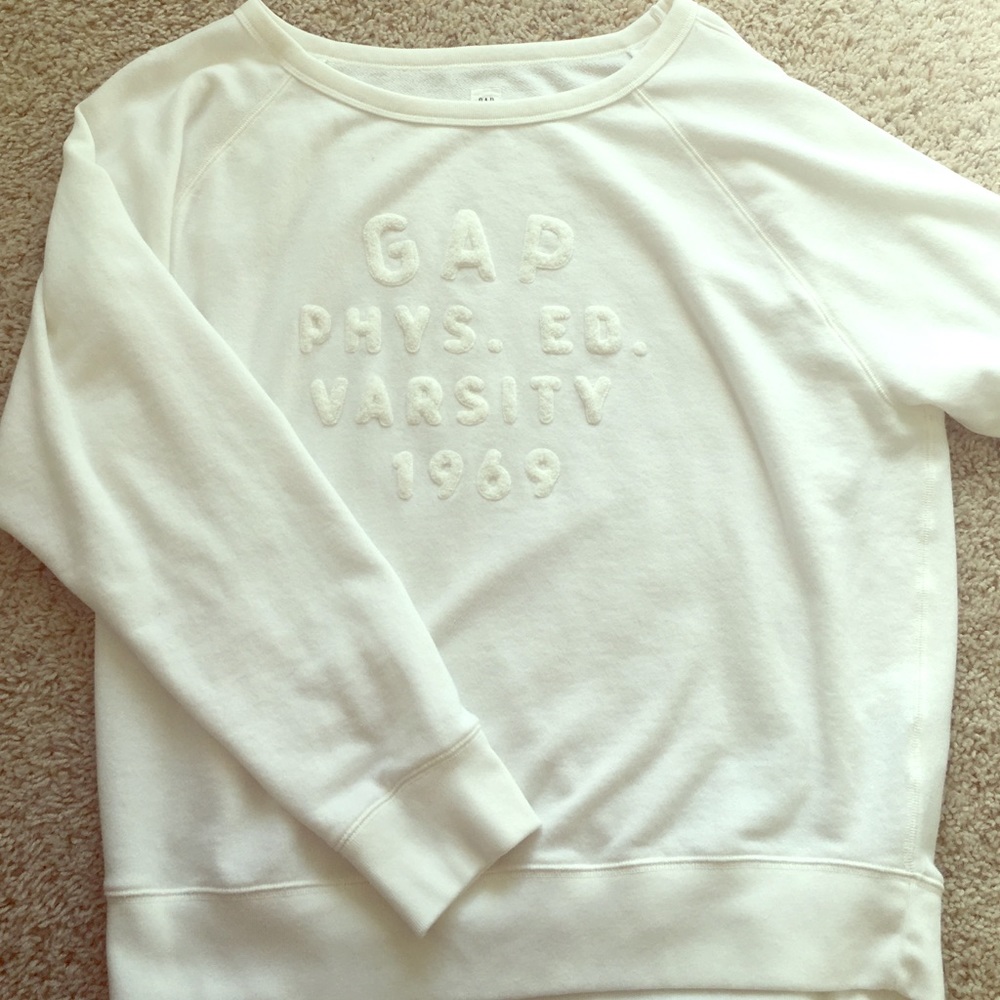 GAP
PHYS. ED.
VARSITY
1969